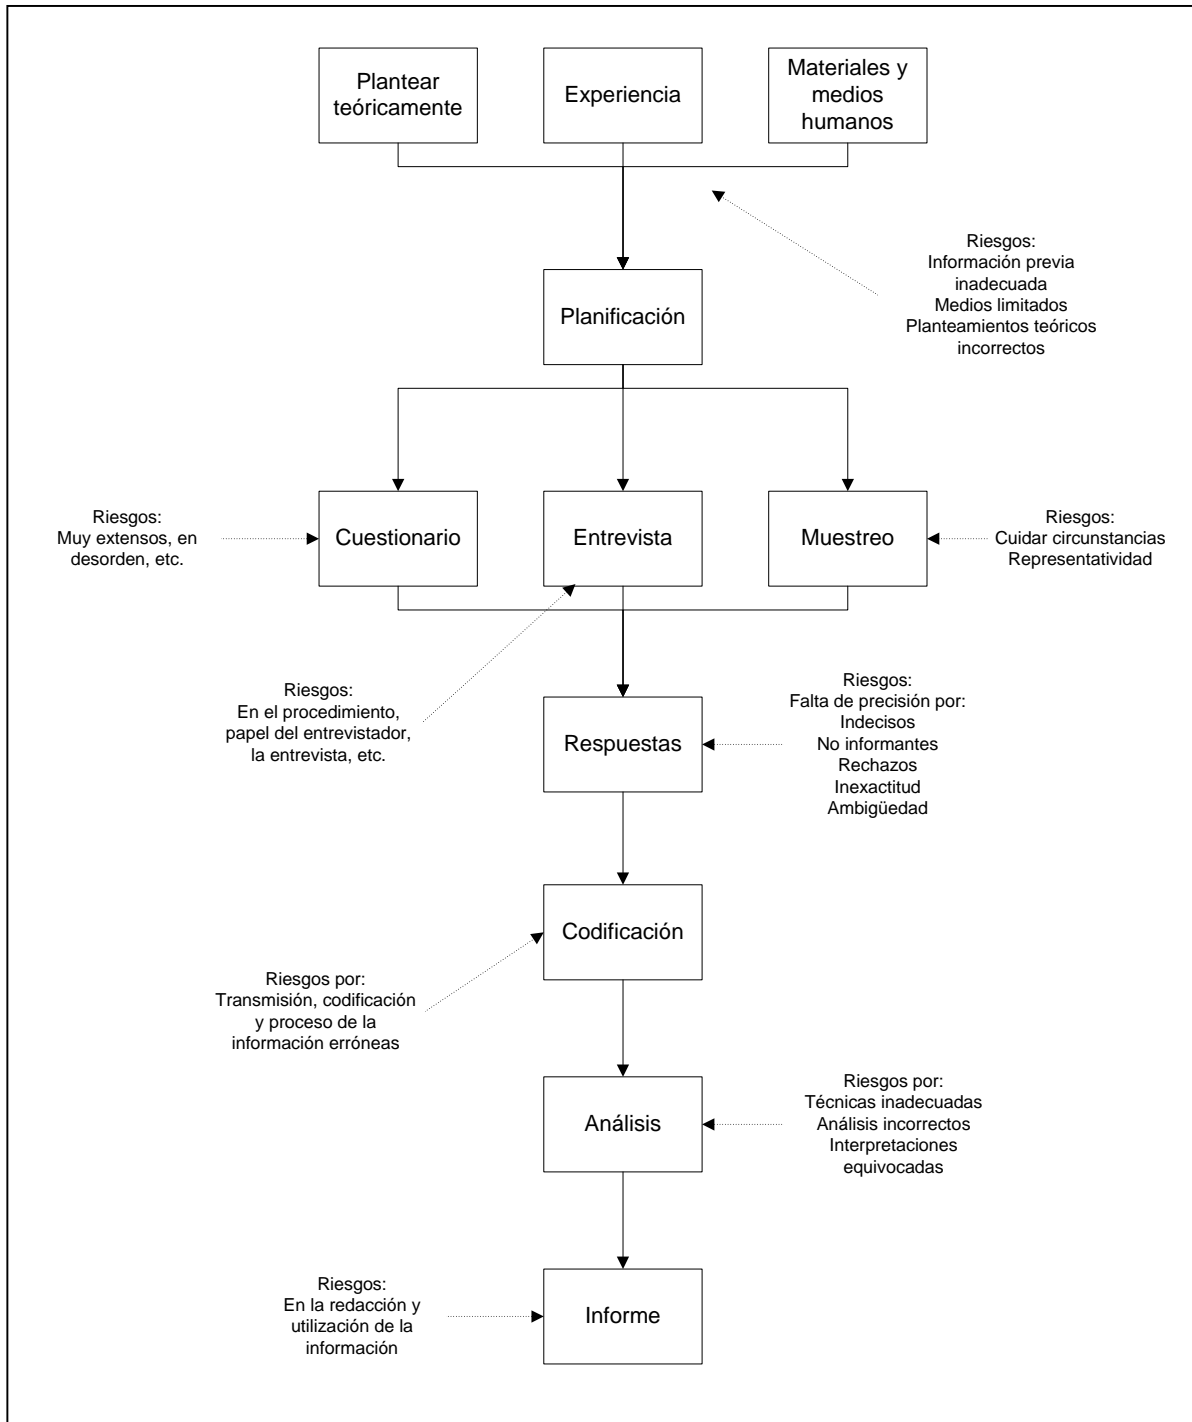 Plantear
teóricamente
Experiencia
Materiales y
medios
humanos
Riesgos:
Información previa
inadecuada
Medios limitados
Planteamientos teóricos
incorrectos
Planificación
Riesgos:
Muy extensos, en
desorden, etc.
Cuestionario
Entrevista
Muestreo
Riesgos:
Cuidar circunstancias
Representatividad
Riesgos:
En el procedimiento,
papel del entrevistador,
la entrevista, etc.
Respuestas
Riesgos:
Falta de precisión por:
Indecisos
No informantes
Rechazos
Inexactitud
Ambigüedad
Codificación
Riesgos por:
Transmisión, codificación
y proceso de la
información erróneas
Análisis
Riesgos por:
Técnicas inadecuadas
Análisis incorrectos
Interpretaciones
equivocadas
Riesgos:
En la redacción y
utilización de la
información
Informe